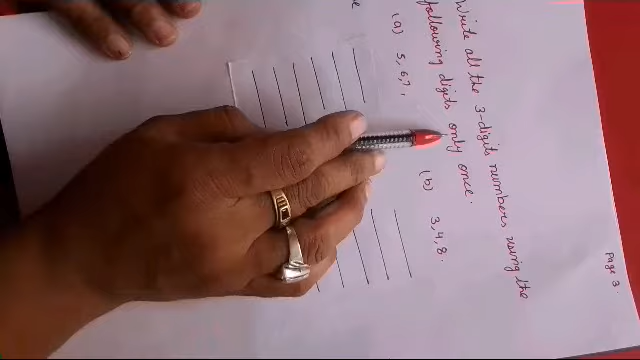 Page 3.
Write all the 3-digits numbers using the
following digits only once.
(a) 5, 6, 7,
(b) 3, 4, 8.